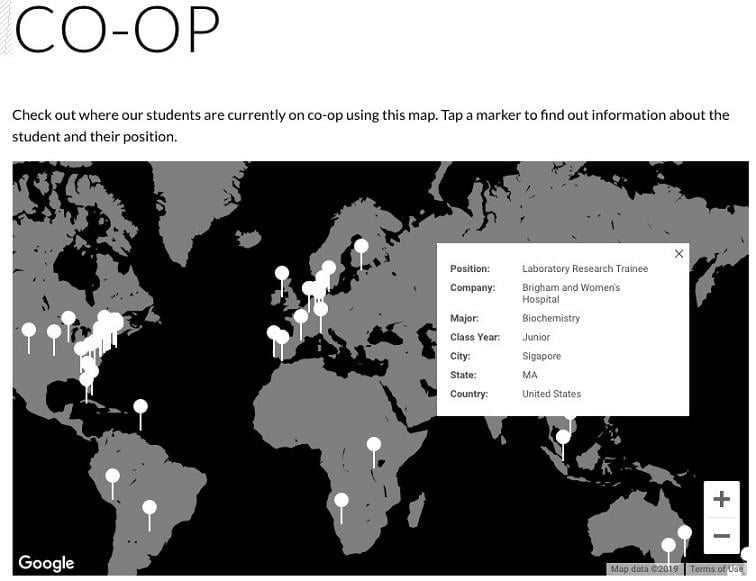 CO-OP
Check out where our students are currently on co-op using this map. Tap a marker to find out information about the
student and their position.
Position: Laboratory Research Trainee
Company: Brigham and Women's
Hospital
Major: Biochemistry
Class Year: Junior
City: Sigapore
State: MA
Country: United States
+
−
Google
Map data ©2019 Terms of Use